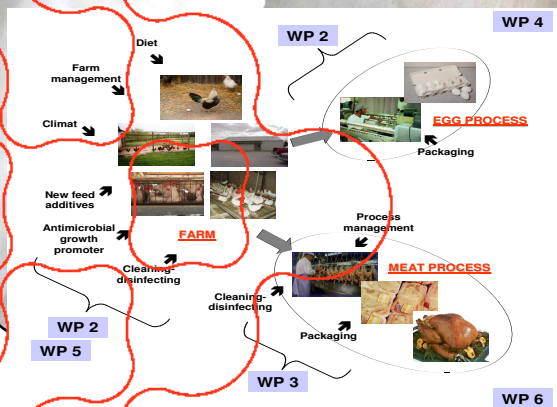 WP 4
WP 2
Diet
Farm
management
Climat
EGG PROCESS
Packaging
New feed
additives
Antimicrobial
growth
promoter
FARM
Cleaning-
disinfecting
Process
management
MEAT PROCESS
Cleaning-
disinfecting
Packaging
WP 2
WP 5
WP 3
WP 6